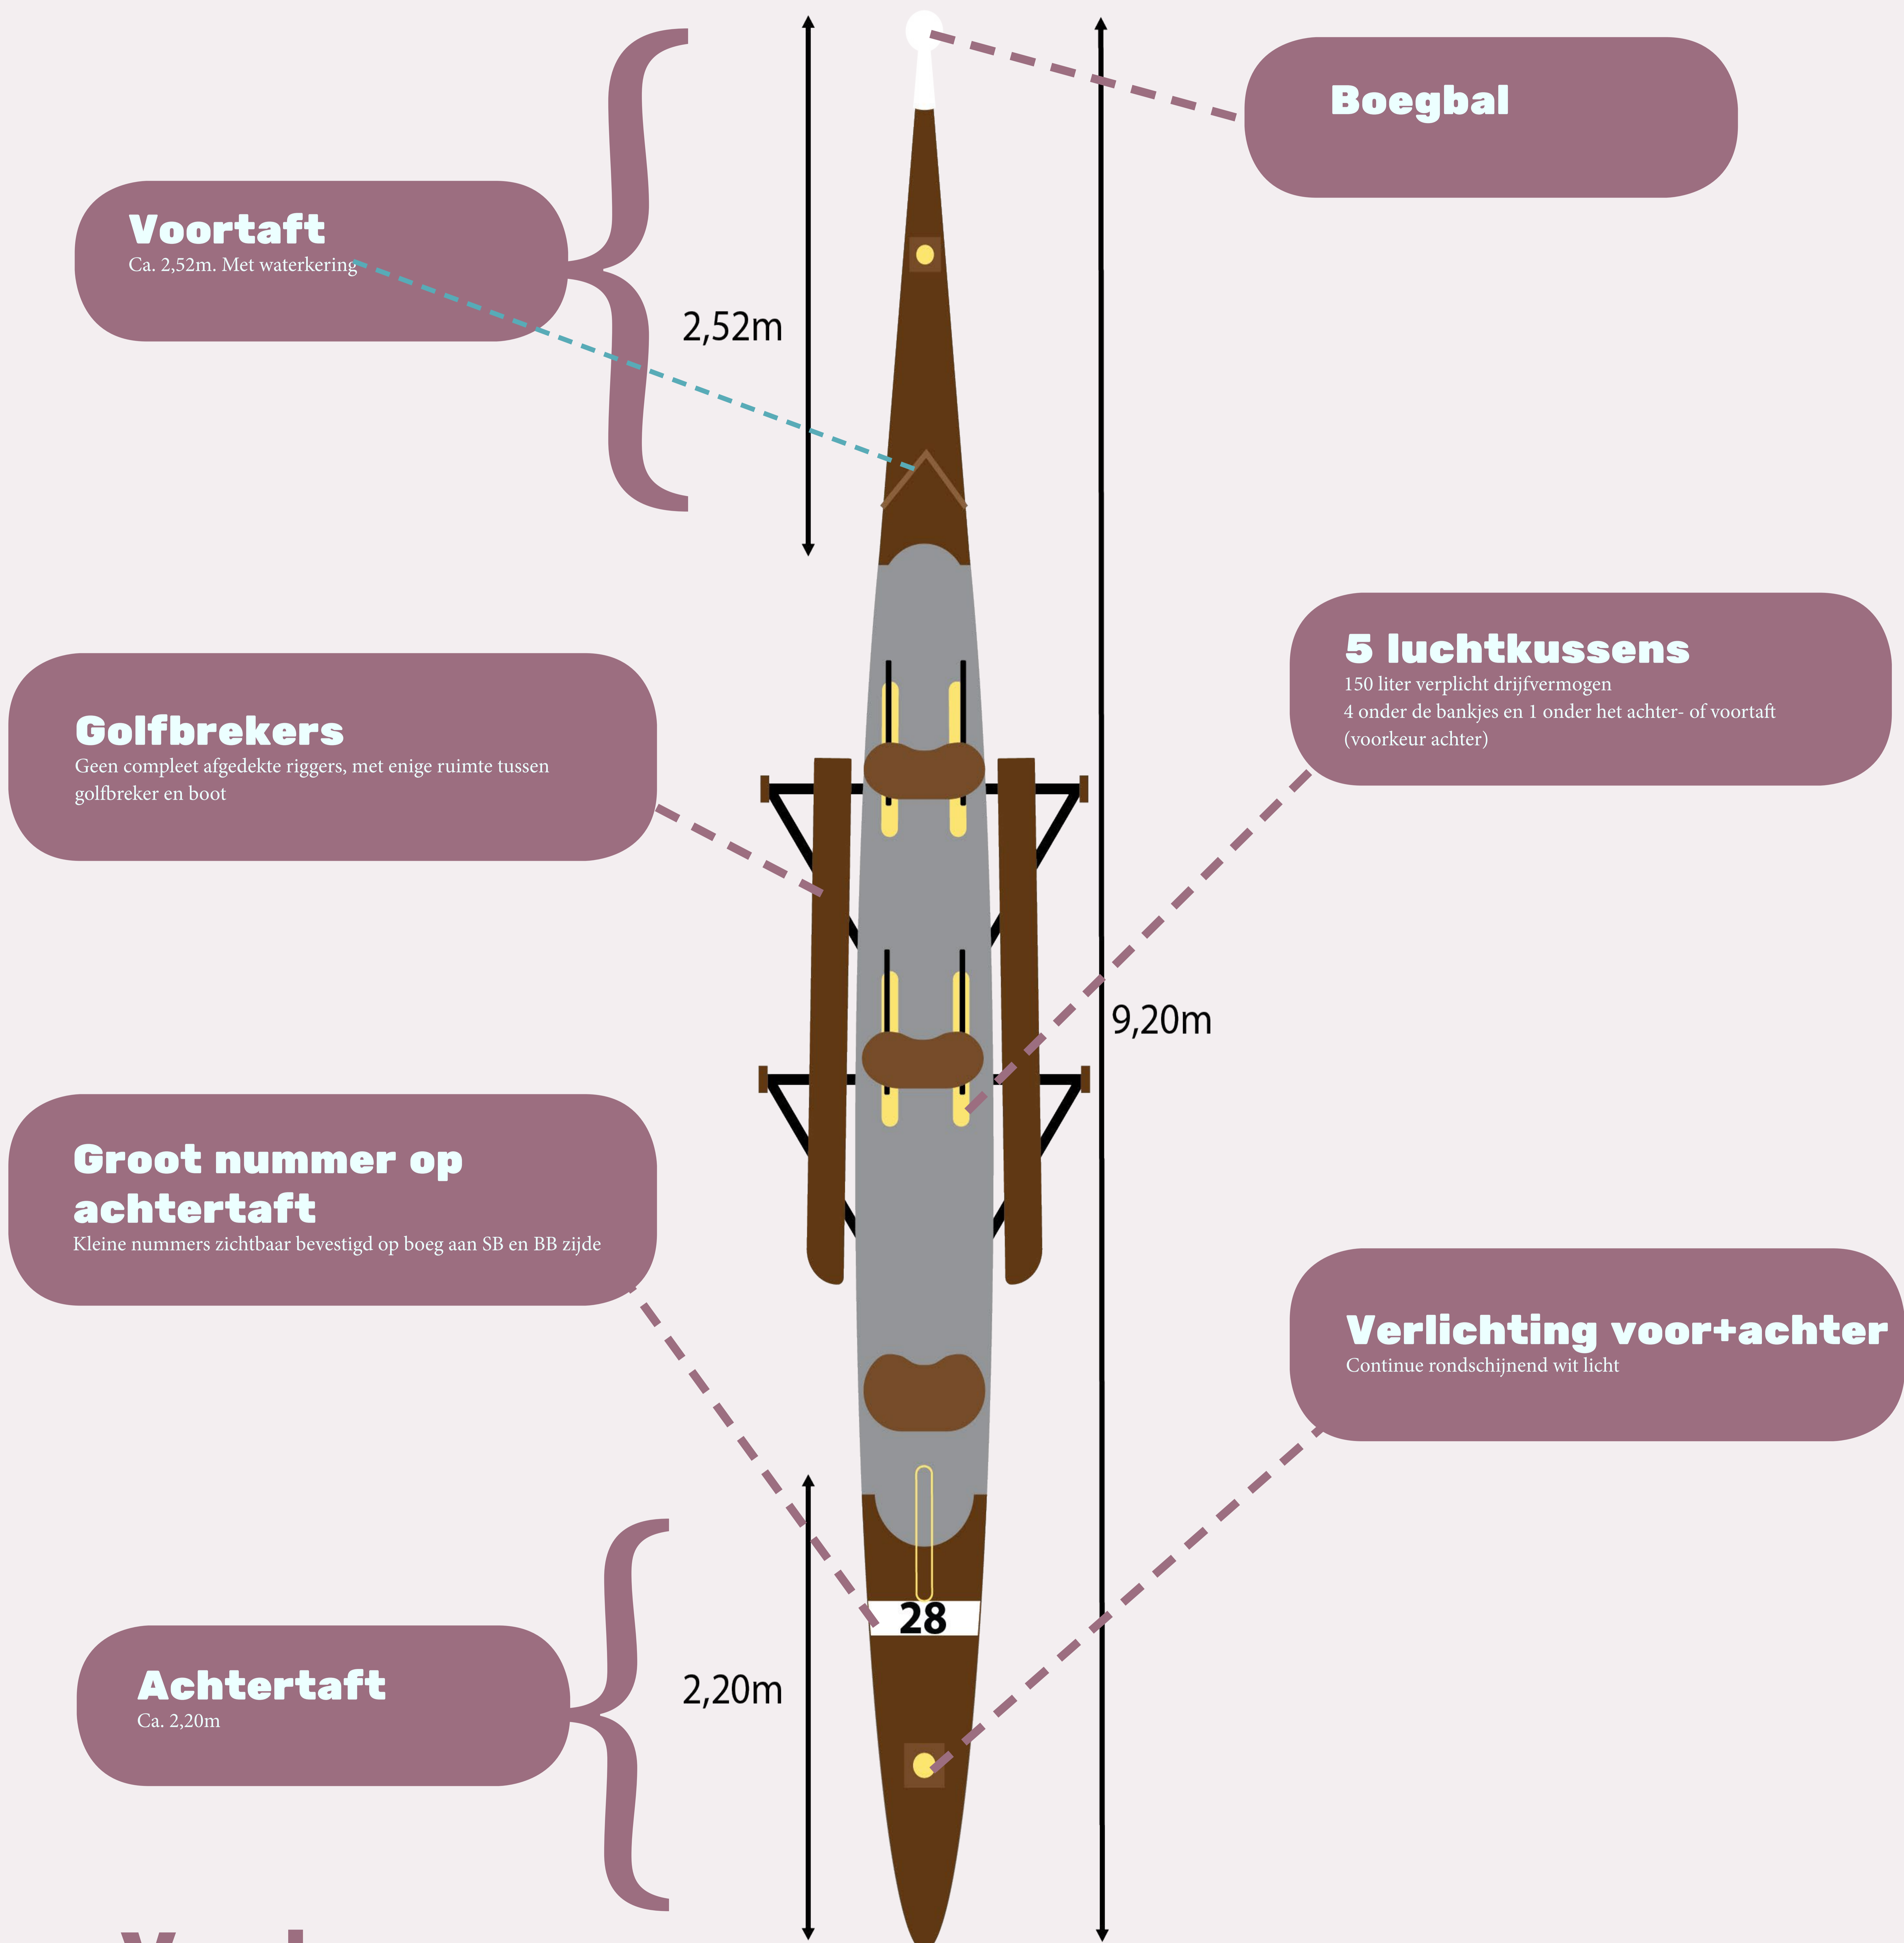 Boegbal
Voortaft
Ca. 2,52m. Met waterkering
2,52m
5 luchtkussens
150 liter verplicht drijfvermogen
4 onder de bankjes en 1 onder het achter- of voortaft
(voorkeur achter)
Golfbrekers
Geen compleet afgedekte riggers, met enige ruimte tussen
golfbreker en boot
9,20m
Groot nummer op
achtertaft
Kleine nummers zichtbaar bevestigd op boeg aan SB en BB zijde
Verlichting voor+achter
Continue rondschijnend wit licht
28
Achtertaft
Ca. 2,20m
2,20m